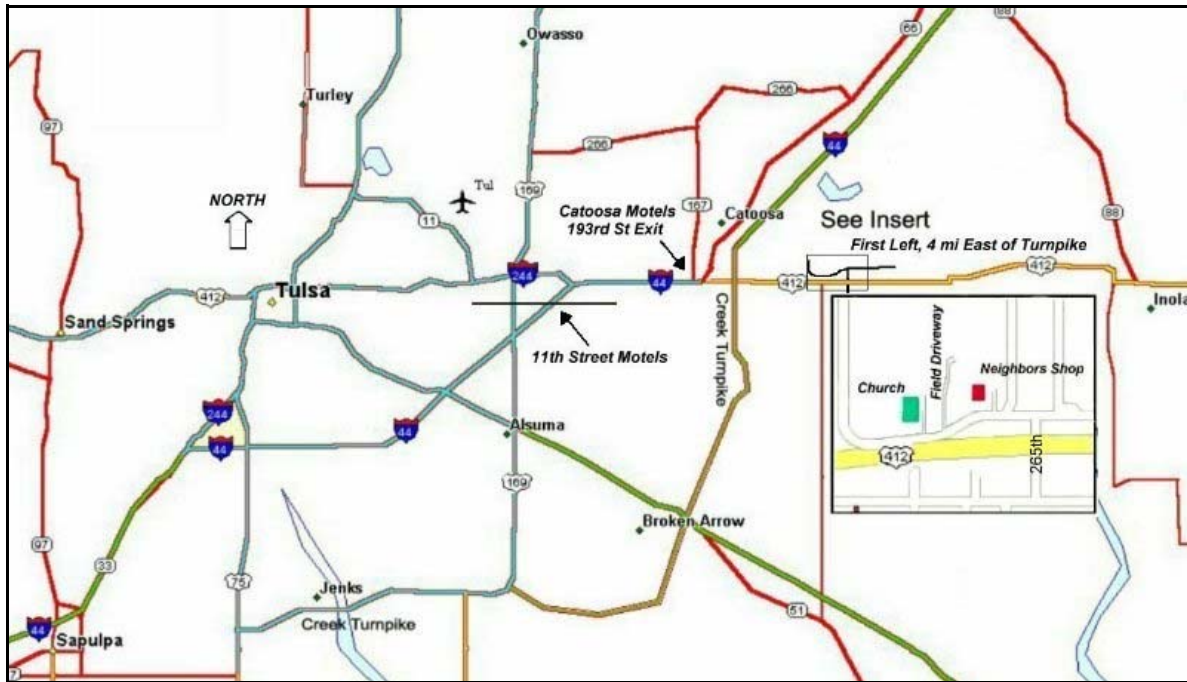 88
66
Owasso
Turley
266
97
44
266
NORTH
Tul
169
Catoosa Motels
193rd St Exit
167
Catoosa
See Insert
88
11
First Left, 4 mi East of Turnpike
244
44
412
412
412
Tulsa
Inola
Sand Springs
11th Street Motels
Creek Turnpike
Church
Field Driveway
Neighbors Shop
412
265th
244
44
44
Alsuma
169
Broken Arrow
97
33
75
Jenks
Creek Turnpike
51
44
Sapulpa
7